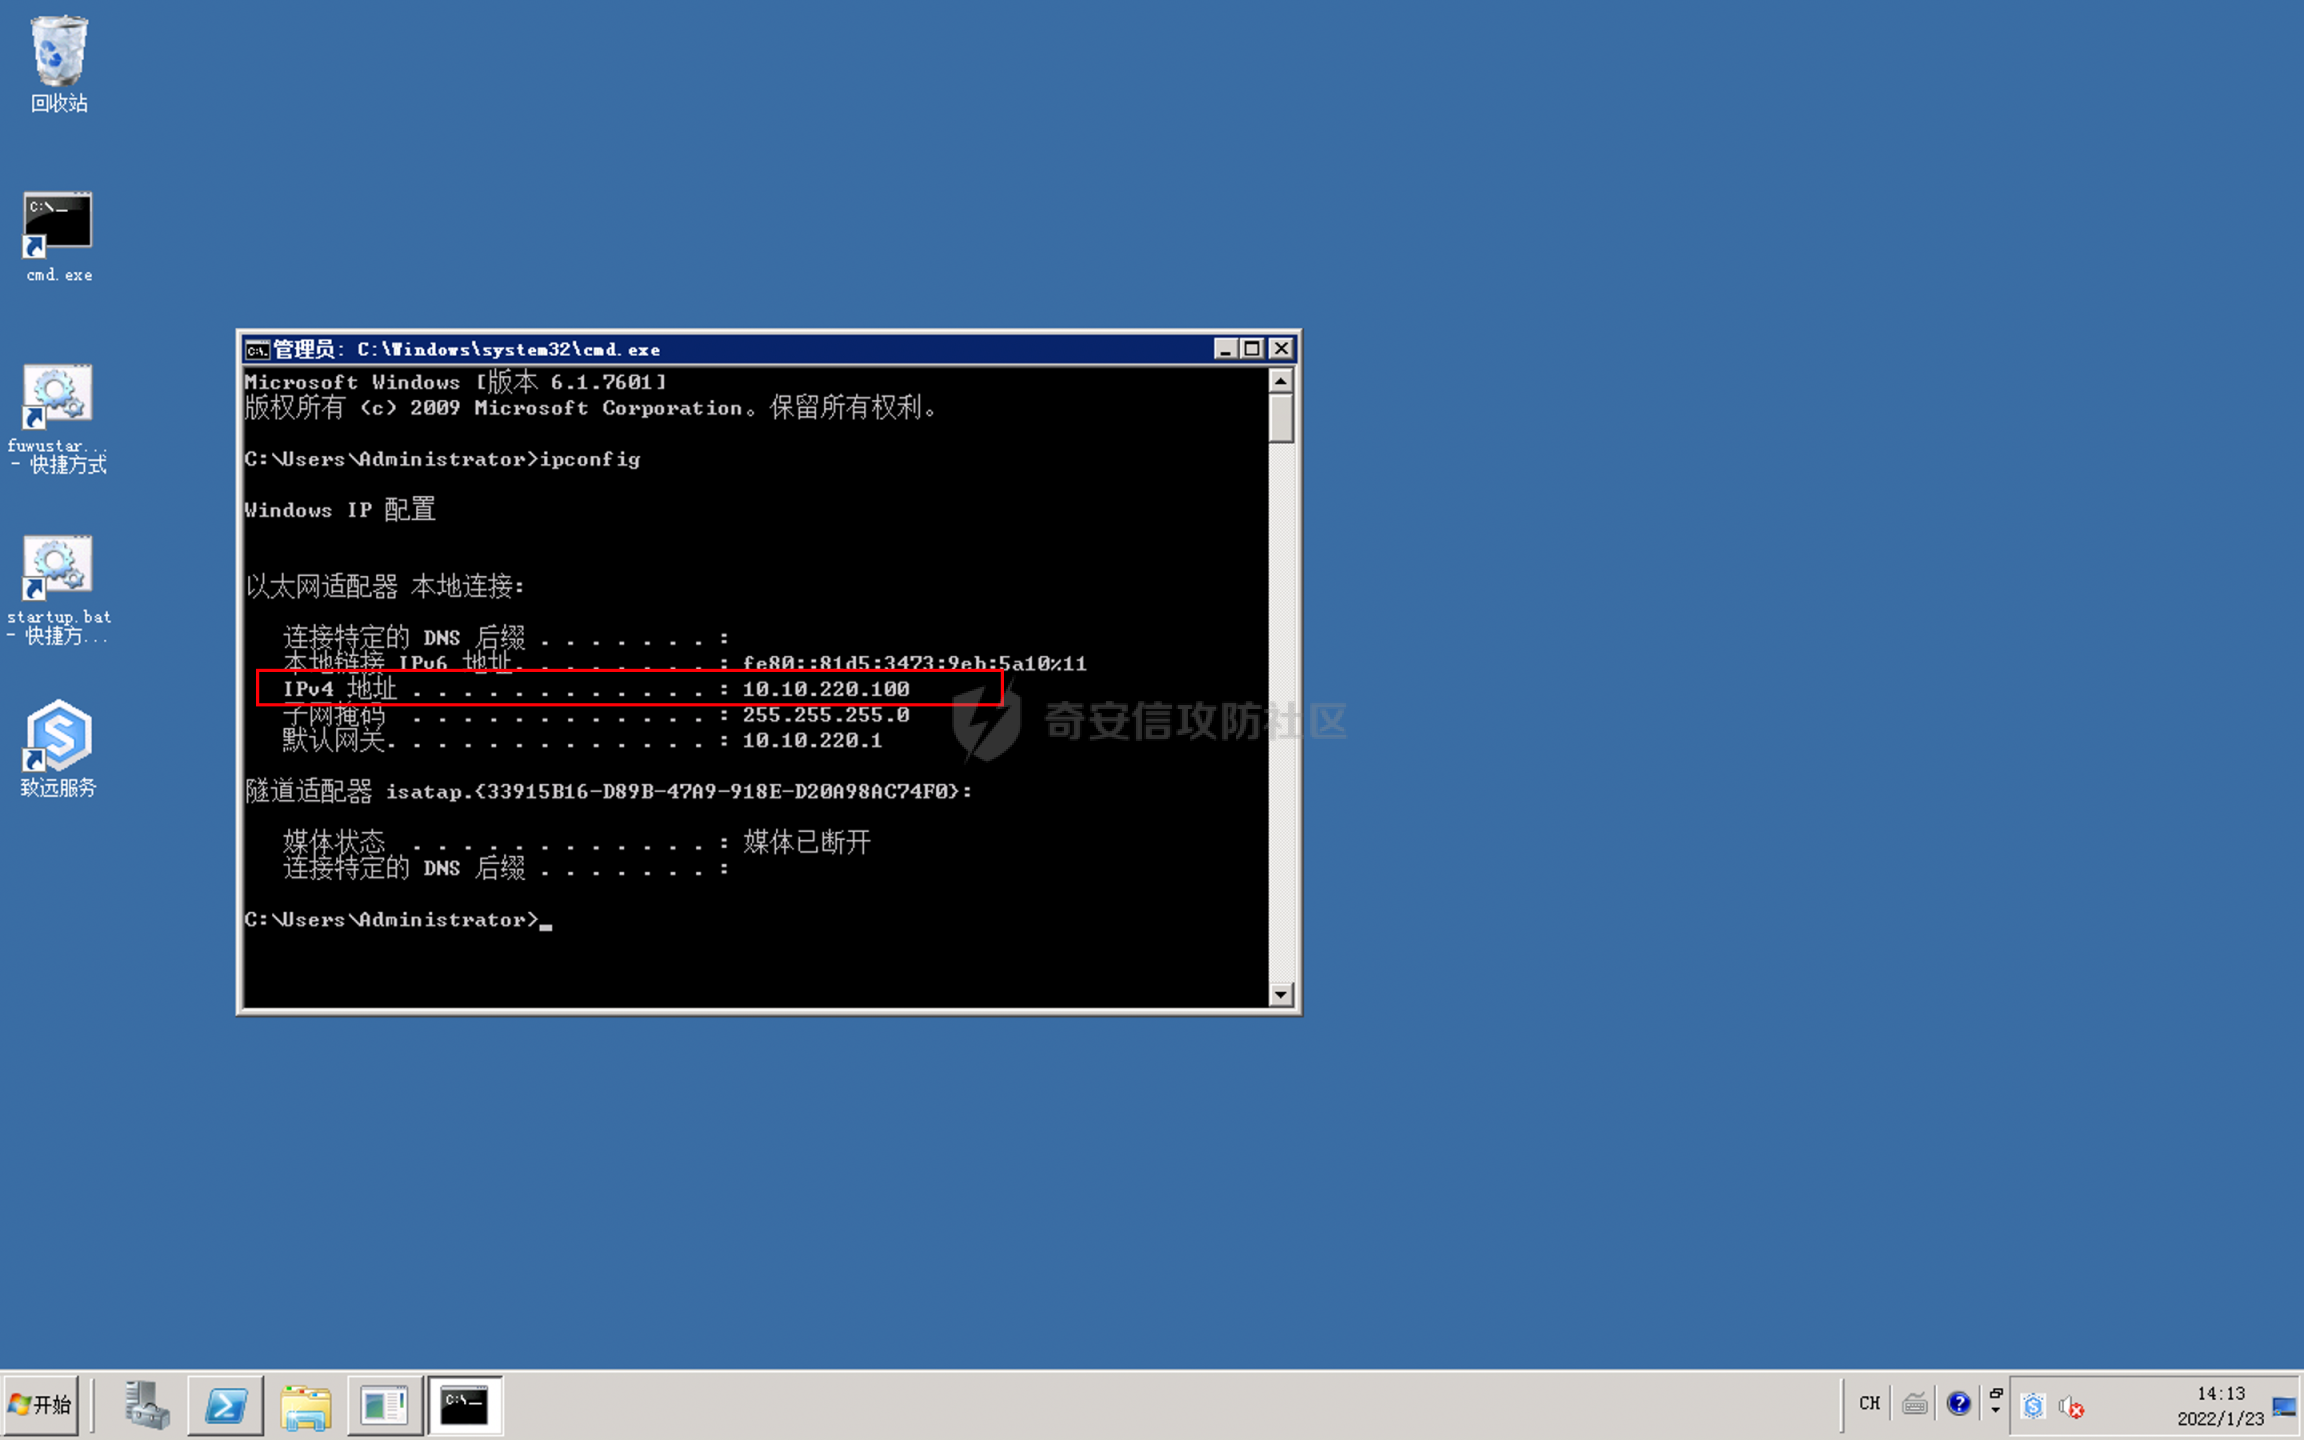 回收站
cmd.exe
fuwustar...
- 快捷方式
startup.bat
- 快捷方...
致远服务
管理员: C:\Windows\system32\cmd.exe
Microsoft Windows [版本 6.1.7601]
版权所有 (c) 2009 Microsoft Corporation。保留所有权利。
C:\Users\Administrator>ipconfig
Windows IP 配置
以太网适配器 本地连接:
连接特定的 DNS 后缀 . . . . . . . :
本地链接 IPv6 地址. . . . . . . . : fe80::81d5:3473:9eb:5a10%11
IPv4 地址 . . . . . . . . . . . . : 10.10.220.100
子网掩码 . . . . . . . . . . . . : 255.255.255.0
默认网关. . . . . . . . . . . . . : 10.10.220.1
隧道适配器 isatap.{33915B16-D89B-47A9-918E-D20A98AC74F0}:
媒体状态 . . . . . . . . . . . . : 媒体已断开
连接特定的 DNS 后缀 . . . . . . . :
C:\Users\Administrator>
奇安信攻防社区
开始
CH
14:13
2022/1/23